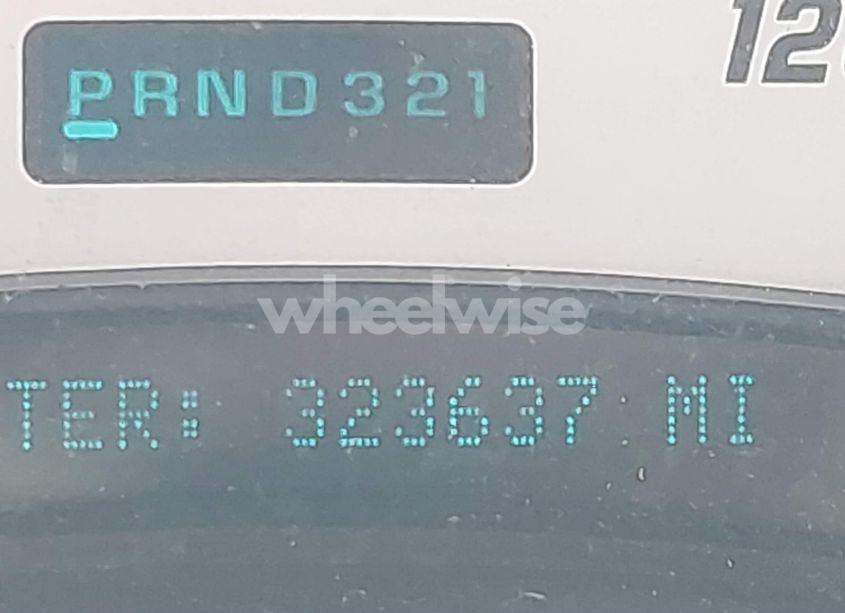 PRND321
12
wheelwise
TER: 323637 MI